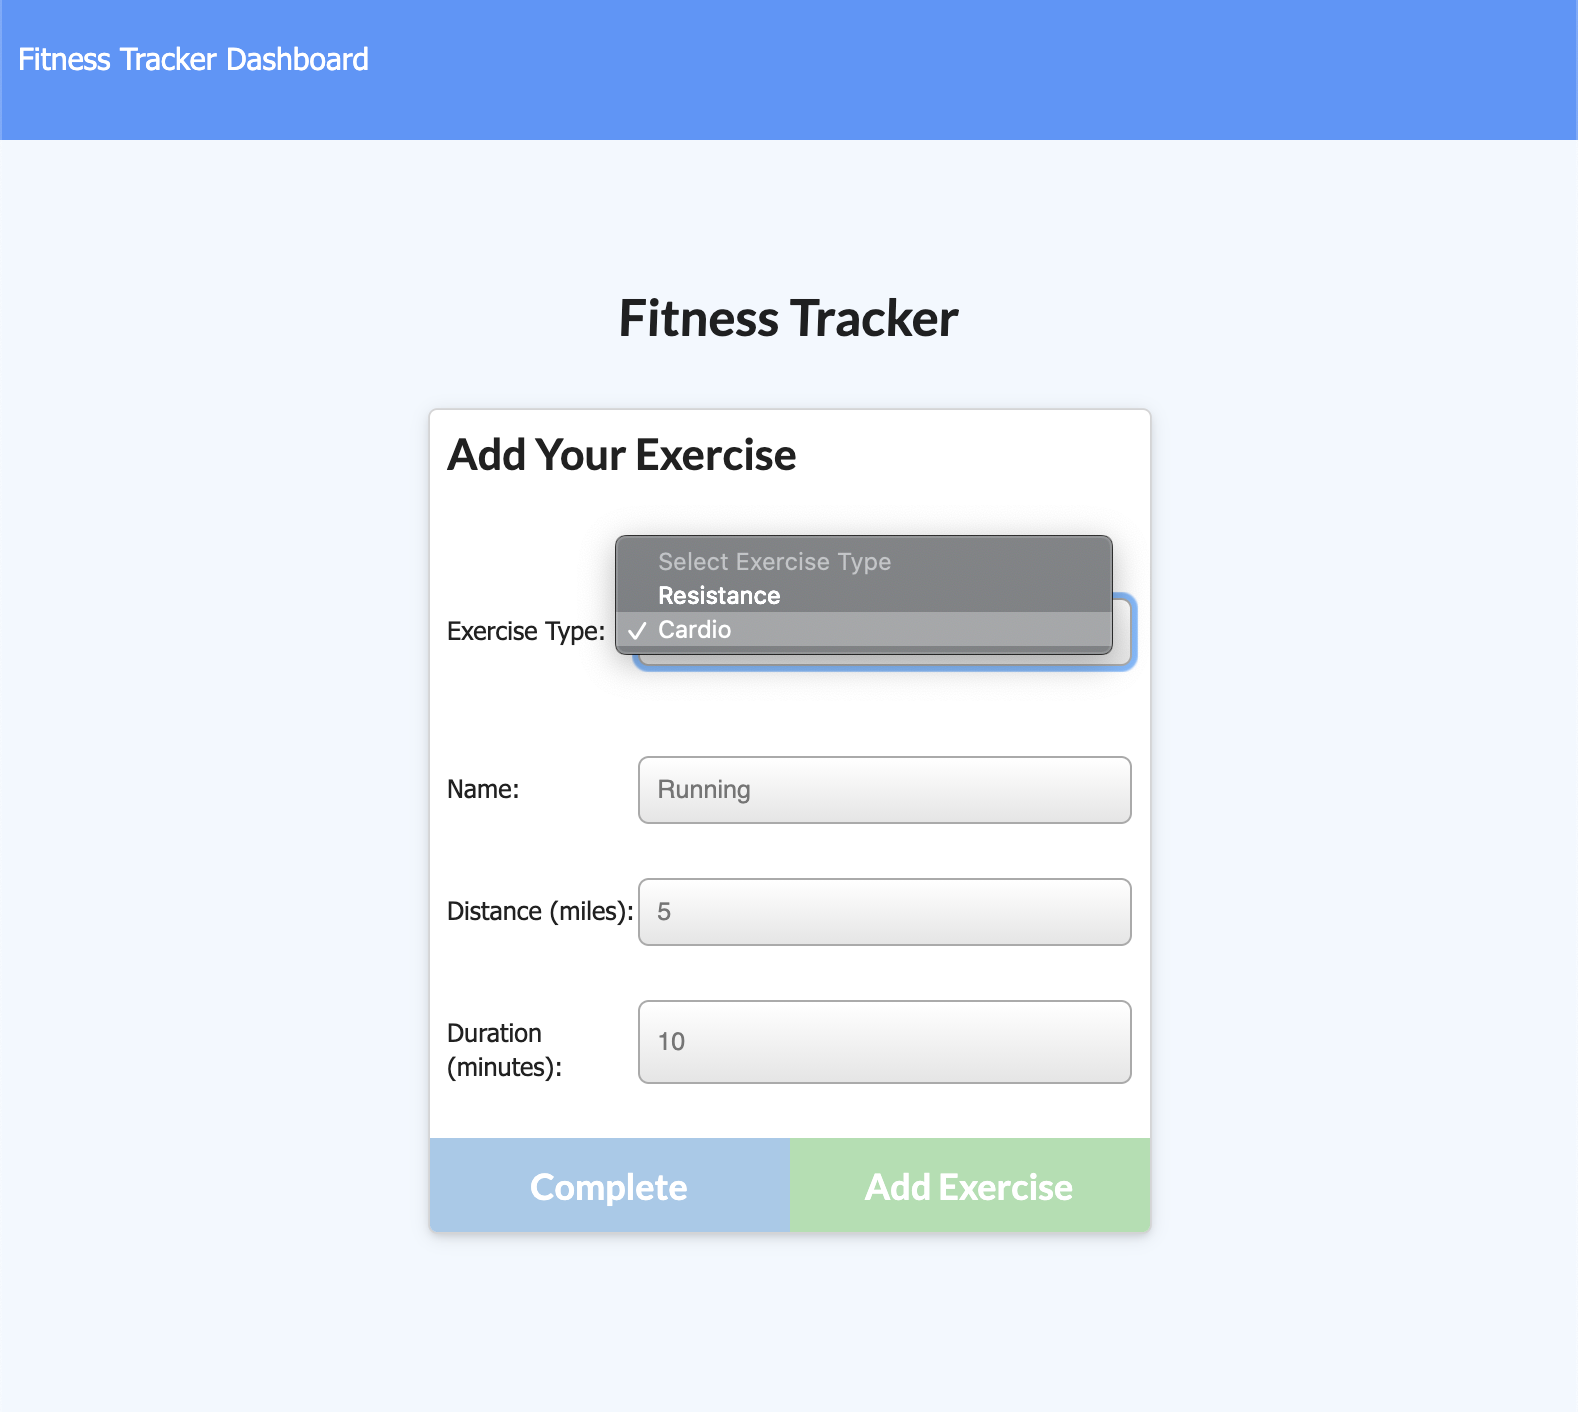 Fitness Tracker Dashboard
Fitness Tracker
Add Your Exercise
Select Exercise Type
Resistance
Exercise Type: ✓ Cardio
Name: Running
Distance (miles): 5
Duration
(minutes): 10
Complete Add Exercise